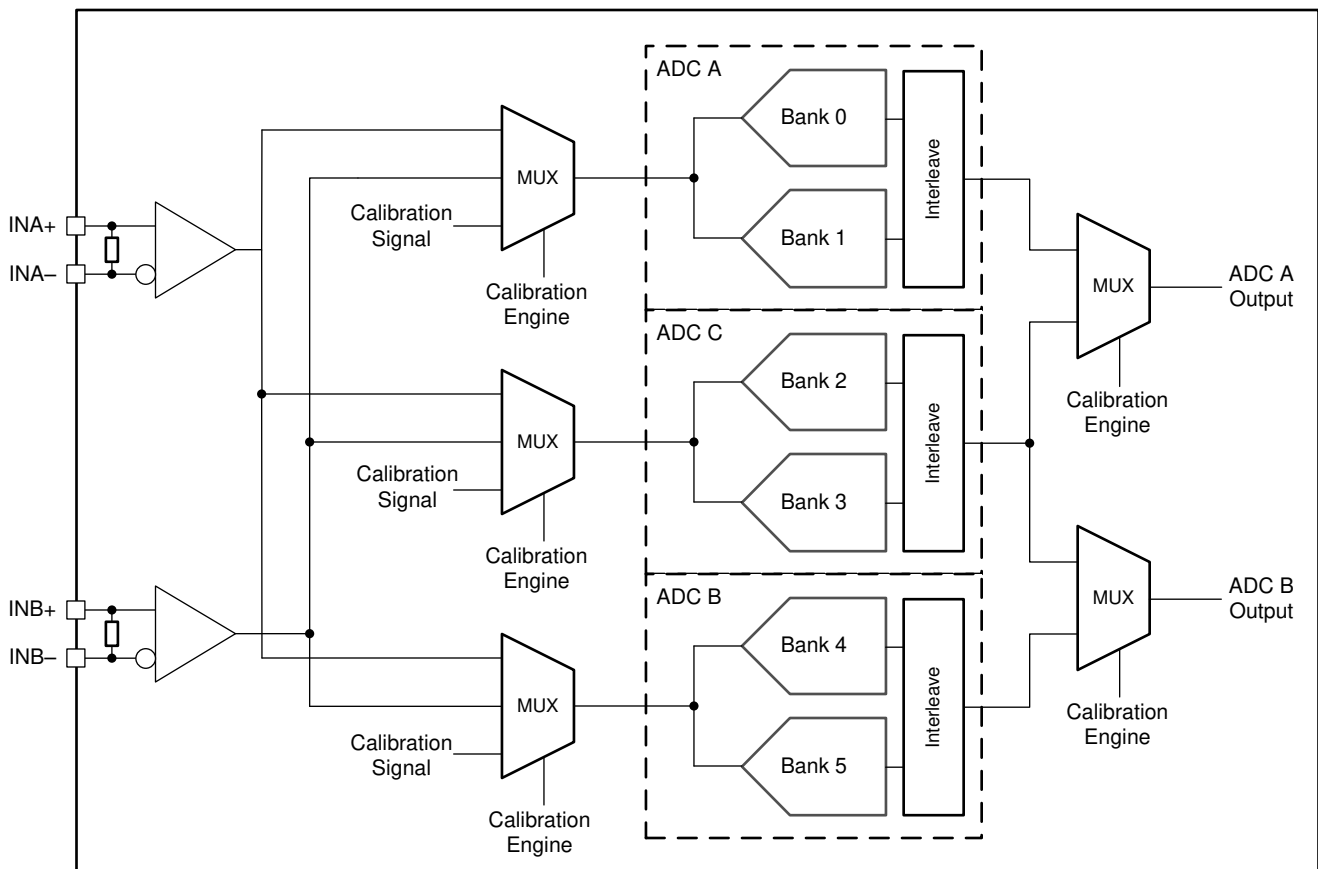 ADC A
Bank 0
Bank 1
Interleave
MUX
Calibration
Signal
Calibration
Engine
INA+
INA–
MUX
ADC A
Output
Calibration
Engine
ADC C
Bank 2
Bank 3
Interleave
MUX
Calibration
Signal
Calibration
Engine
INB+
INB–
ADC B
Bank 4
Bank 5
Interleave
MUX
Calibration
Signal
Calibration
Engine
MUX
ADC B
Output
Calibration
Engine